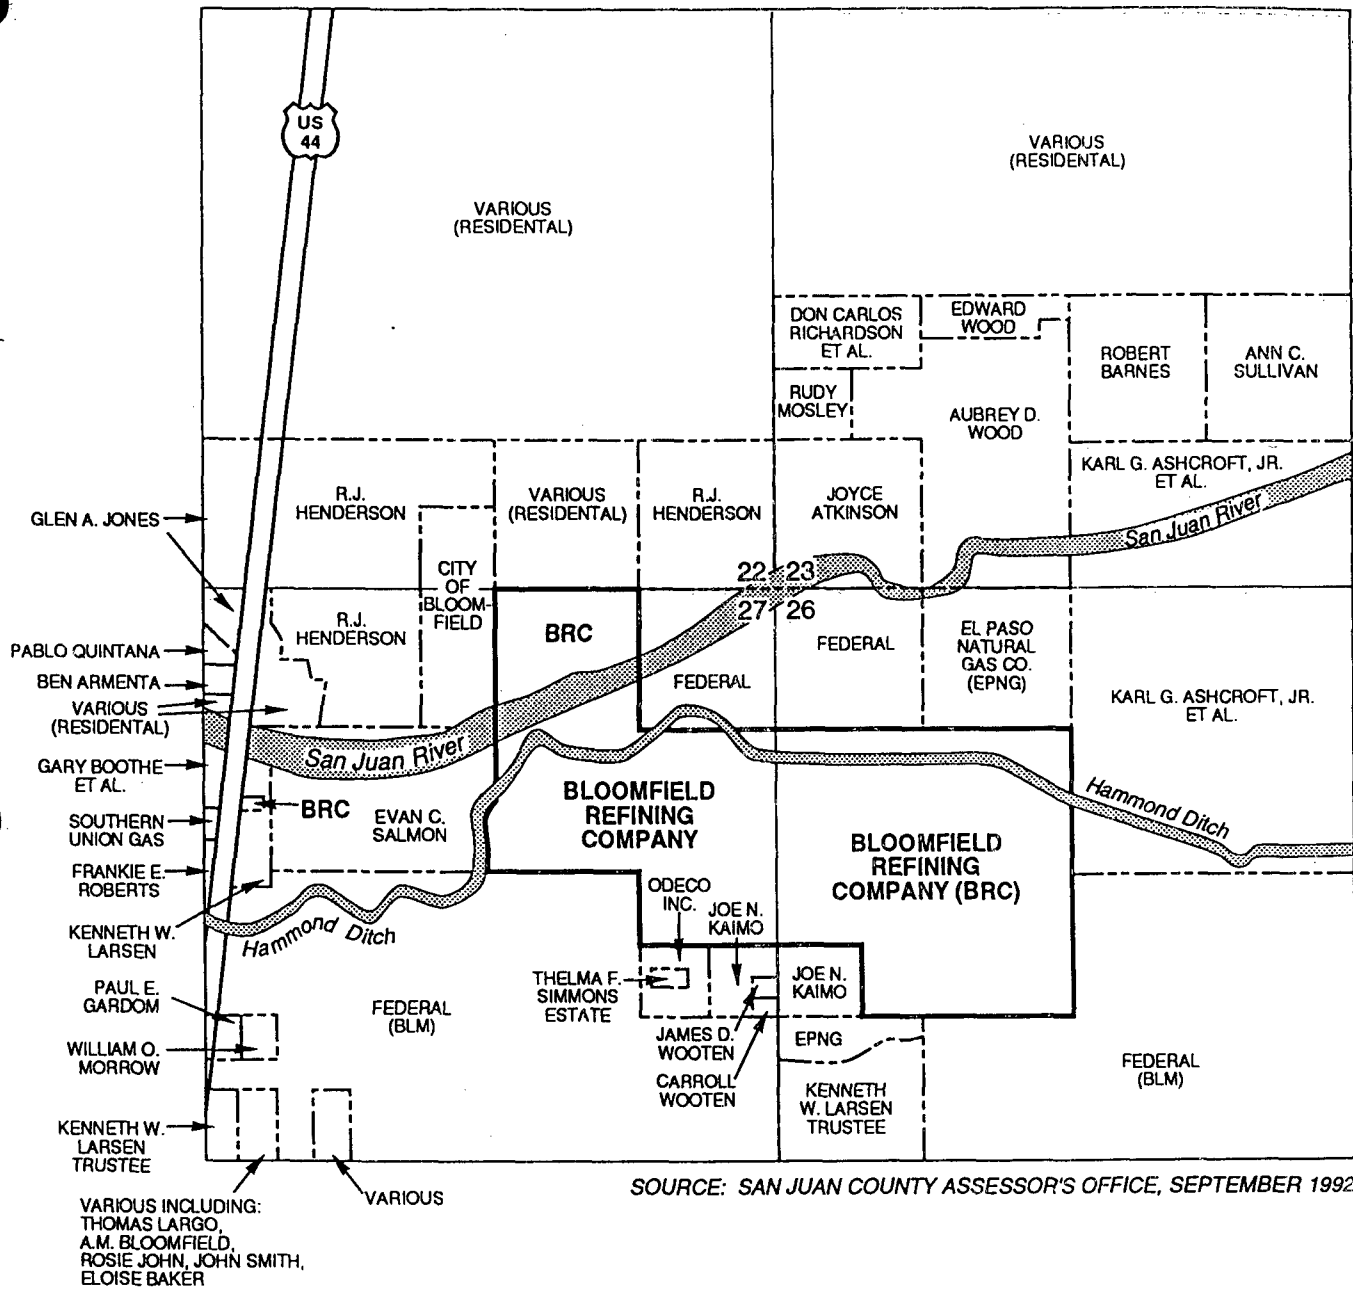 US
44
VARIOUS
(RESIDENTAL)
VARIOUS
(RESIDENTAL)
DON CARLOS
RICHARDSON
ET AL.
EDWARD
WOOD
ROBERT
BARNES
ANN C.
SULLIVAN
RUDY
MOSLEY
AUBREY D.
WOOD
KARL G. ASHCROFT, JR.
ET AL.
San Juan River
GLEN A. JONES
R.J.
HENDERSON
VARIOUS
(RESIDENTAL)
R.J.
HENDERSON
JOYCE
ATKINSON
CITY
OF
BLOOM-
FIELD
22 23
27 26
R.J.
HENDERSON
BRC
FEDERAL
FEDERAL
EL PASO
NATURAL
GAS CO.
(EPNG)
KARL G. ASHCROFT, JR.
ET AL.
PABLO QUINTANA
BEN ARMENTA
VARIOUS
(RESIDENTAL)
San Juan River
GARY BOOTHE
ET AL.
BRC
SOUTHERN
UNION GAS
EVAN C.
SALMON
BLOOMFIELD
REFINING
COMPANY
BLOOMFIELD
REFINING
COMPANY (BRC)
Hammond Ditch
FRANKIE E.
ROBERTS
KENNETH W.
LARSEN
Hammond Ditch
ODECO
INC.
JOE N.
KAIMO
THELMA F.
SIMMONS
ESTATE
JOE N.
KAIMO
PAUL E.
GARDOM
FEDERAL
(BLM)
WILLIAM O.
MORROW
JAMES D.
WOOTEN
CARROLL
WOOTEN
EPNG
KENNETH
W. LARSEN
TRUSTEE
FEDERAL
(BLM)
KENNETH W.
LARSEN
TRUSTEE
VARIOUS
VARIOUS INCLUDING:
THOMAS LARGO,
A.M. BLOOMFIELD,
ROSIE JOHN, JOHN SMITH,
ELOISE BAKER
SOURCE: SAN JUAN COUNTY ASSESSOR'S OFFICE, SEPTEMBER 1992